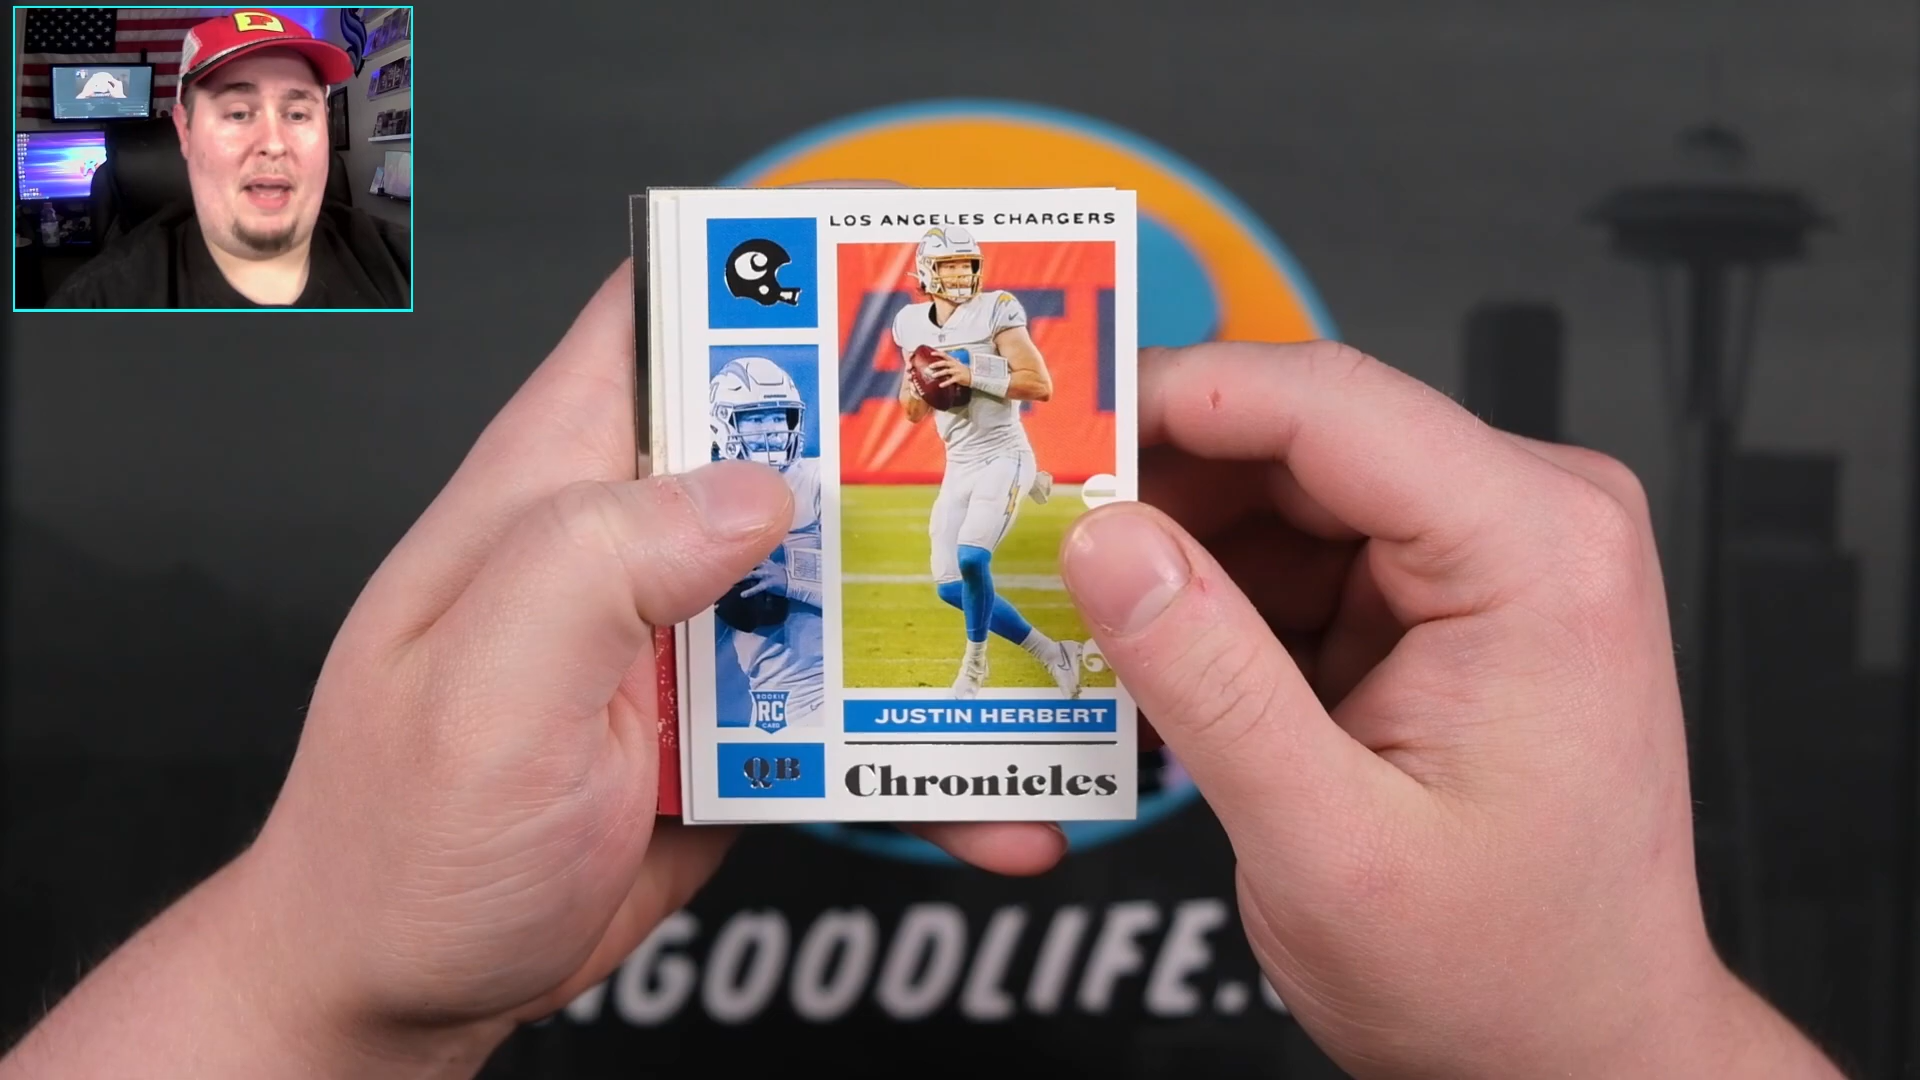 LOS ANGELES CHARGERS
C
ROOKIE
RC
CARD
JUSTIN HERBERT
QB
Chronicles
GOODLIFE.